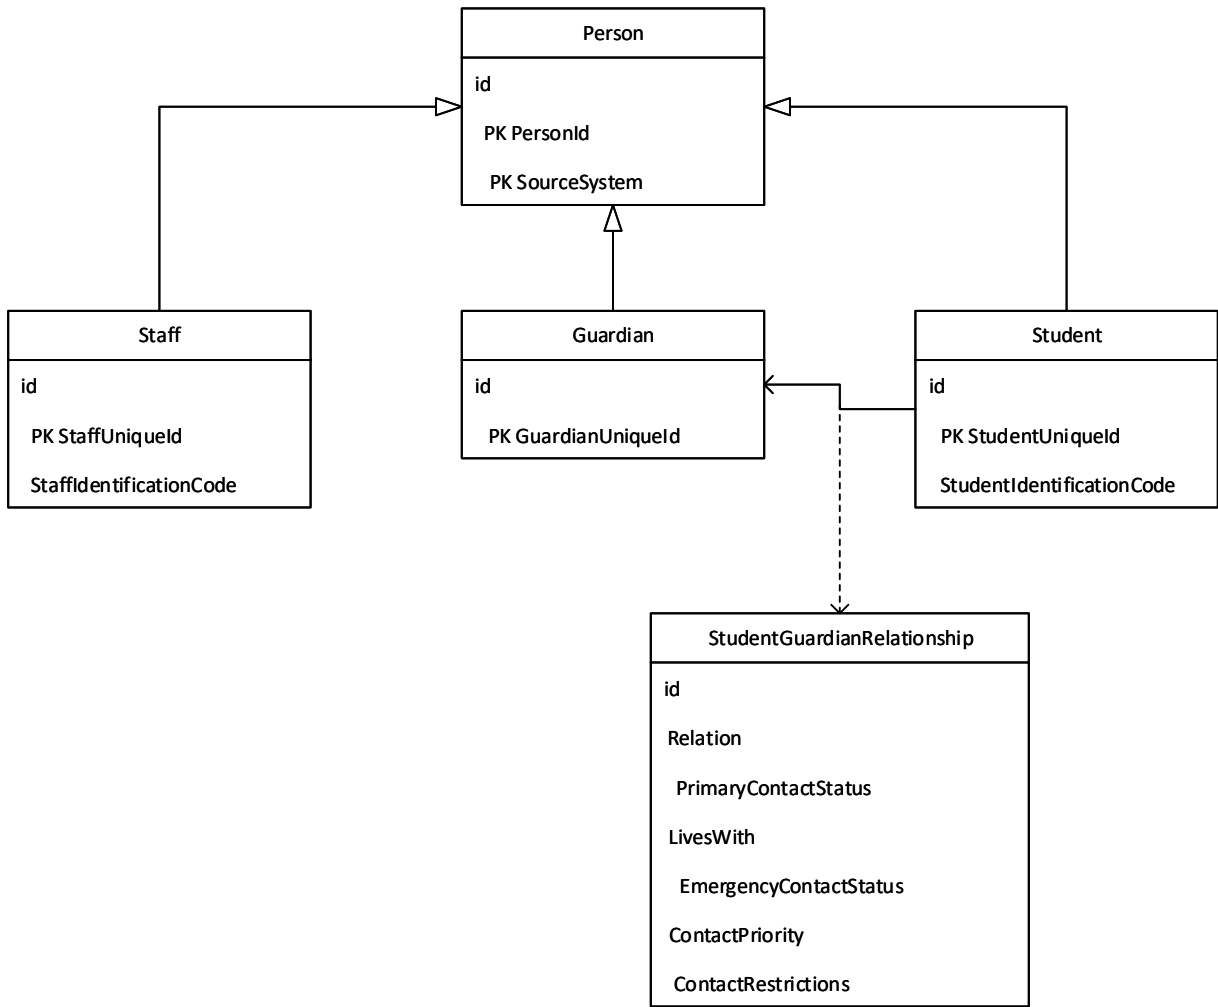 Person
id
PK PersonId
PK SourceSystem
Staff
id
PK StaffUniqueId
StaffIdentificationCode
Guardian
id
PK GuardianUniqueId
Student
id
PK StudentUniqueId
StudentIdentificationCode
StudentGuardianRelationship
id
Relation
PrimaryContactStatus
LivesWith
EmergencyContactStatus
ContactPriority
ContactRestrictions